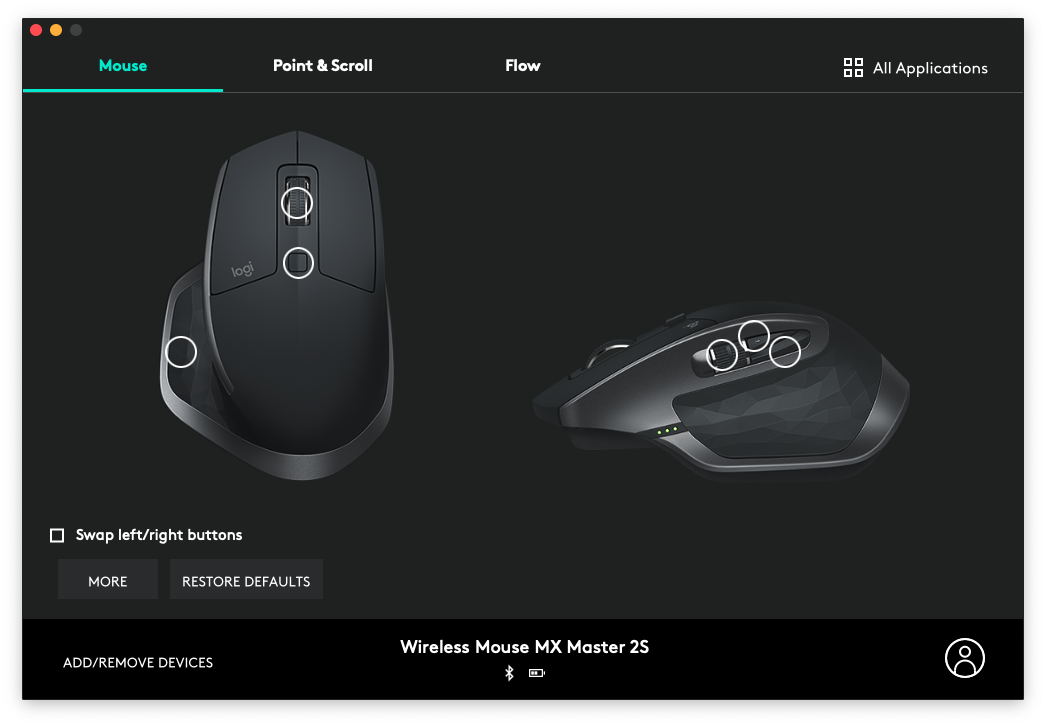 Mouse
Point & Scroll
Flow
All Applications
logi
Swap left/right buttons
MORE
RESTORE DEFAULTS
ADD/REMOVE DEVICES
Wireless Mouse MX Master 2S